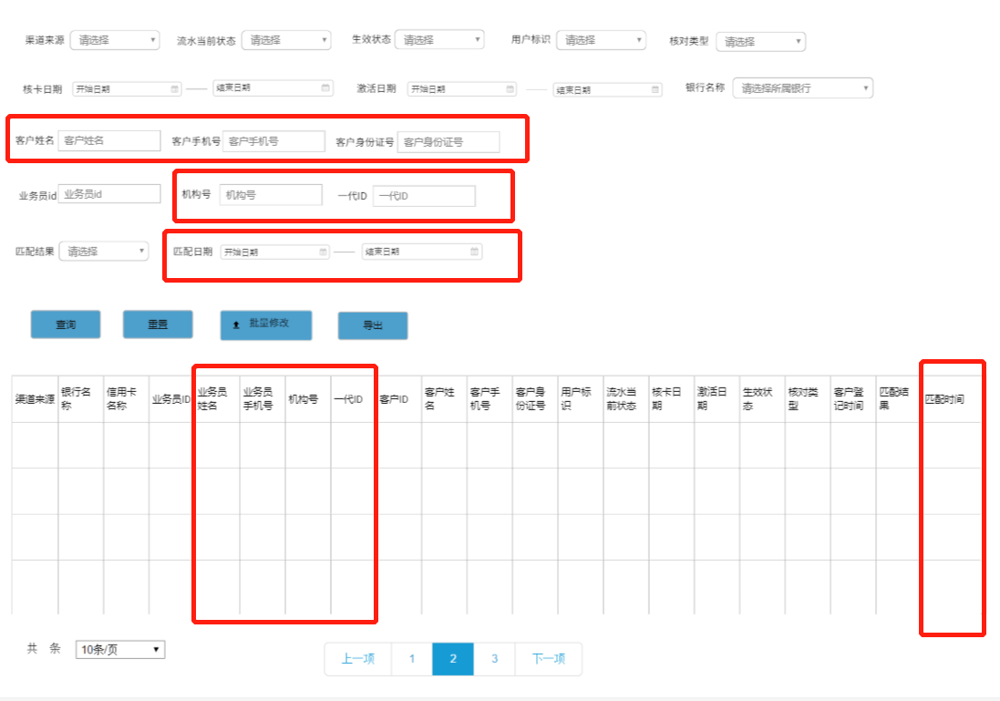 渠道来源 请选择 流水当前状态 请选择 生效状态 请选择 用户标识 请选择 核对类型 请选择
核卡日期 开始日期 结束日期 激活日期 开始日期 结束日期 银行名称 请选择所属银行
客户姓名 客户姓名 客户手机号 客户手机号 客户身份证号 客户身份证号
业务员id 业务员id 机构号 机构号 一代ID 一代ID
匹配结果 请选择 匹配日期 开始日期 结束日期
查询 重置 批量修改 导出
渠道来源 银行名称 信用卡名称 业务员ID 业务员姓名 业务员手机号 机构号 一代ID 客户ID 客户姓名 客户手机号 客户身份证号 用户标识 流水当前状态 核卡日期 激活日期 生效状态 核对类型 客户登记时间 匹配结果 匹配时间
共 条 10条/页 上一项 1 2 3 下一项